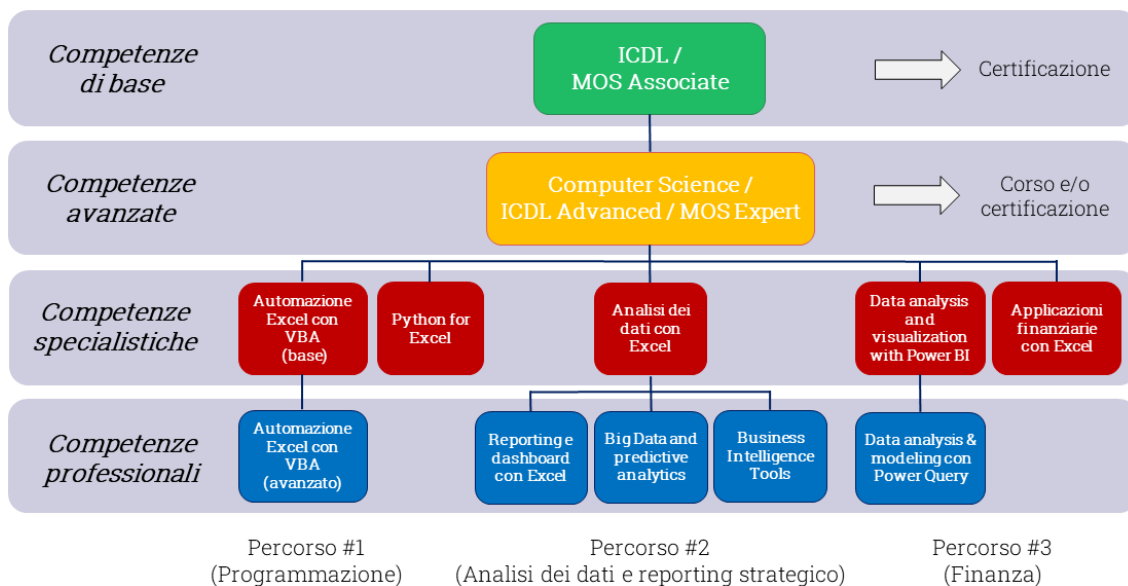 Competenze
di base
ICDL /
MOS Associate
Certificazione
Competenze
avanzate
Computer Science /
ICDL Advanced / MOS Expert
Corso e/o
certificazione
Competenze
specialistiche
Automazione
Excel con
VBA
(base)
Python for
Excel
Analisi dei
dati con
Excel
Data analysis
and
visualization
with Power BI
Applicazioni
finanziarie
con Excel
Competenze
professionali
Automazione
Excel con
VBA
(avanzato)
Reporting e
dashboard
con Excel
Big Data and
predictive
analytics
Business
Intelligence
Tools
Data analysis &
modeling con
Power Query
Percorso #1
(Programmazione)
Percorso #2
(Analisi dei dati e reporting strategico)
Percorso #3
(Finanza)